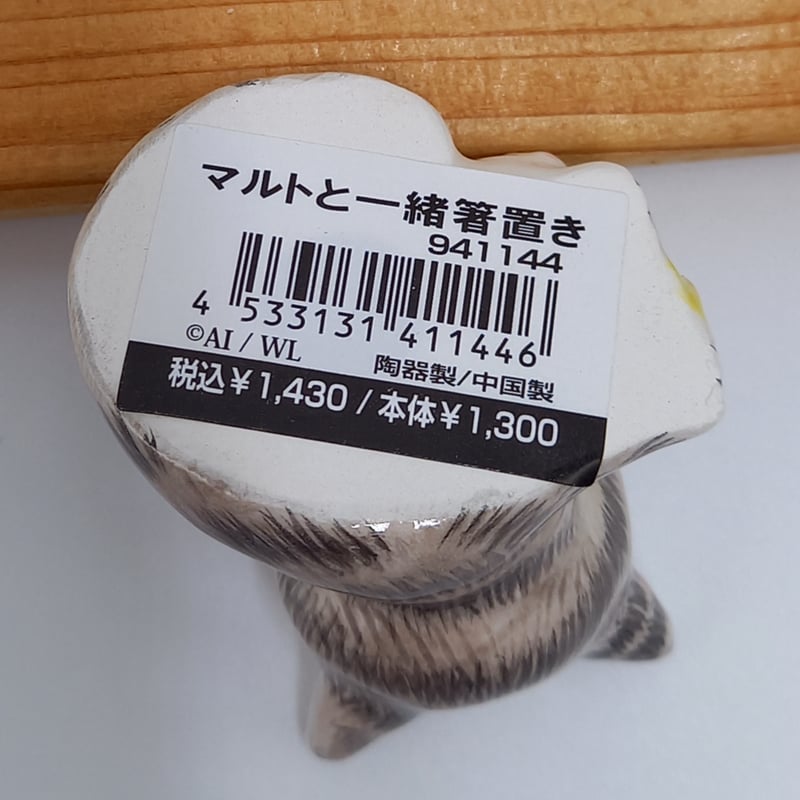 マルトと一緒箸置き
941144
4 533131 411446
©AI / WL
陶器製/中国製
税込¥1,430 / 本体¥1,300